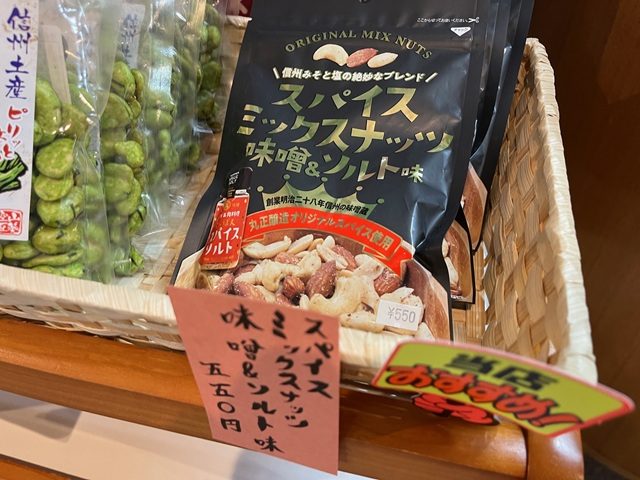 信州土産
ピリッ
ORIGINAL MIX NUTS
信州みそと塩の絶妙なブレンド
スパイス
ミックスナッツ
味噌&ソルト味
創業明治二十八年信州の味噌蔵
丸正醸造オリジナルスパイス使用
スパイス
ソルト
¥550
スパイス
ミックスナッツ
味噌&ソルト味
五五〇円
当店
おすすめ!